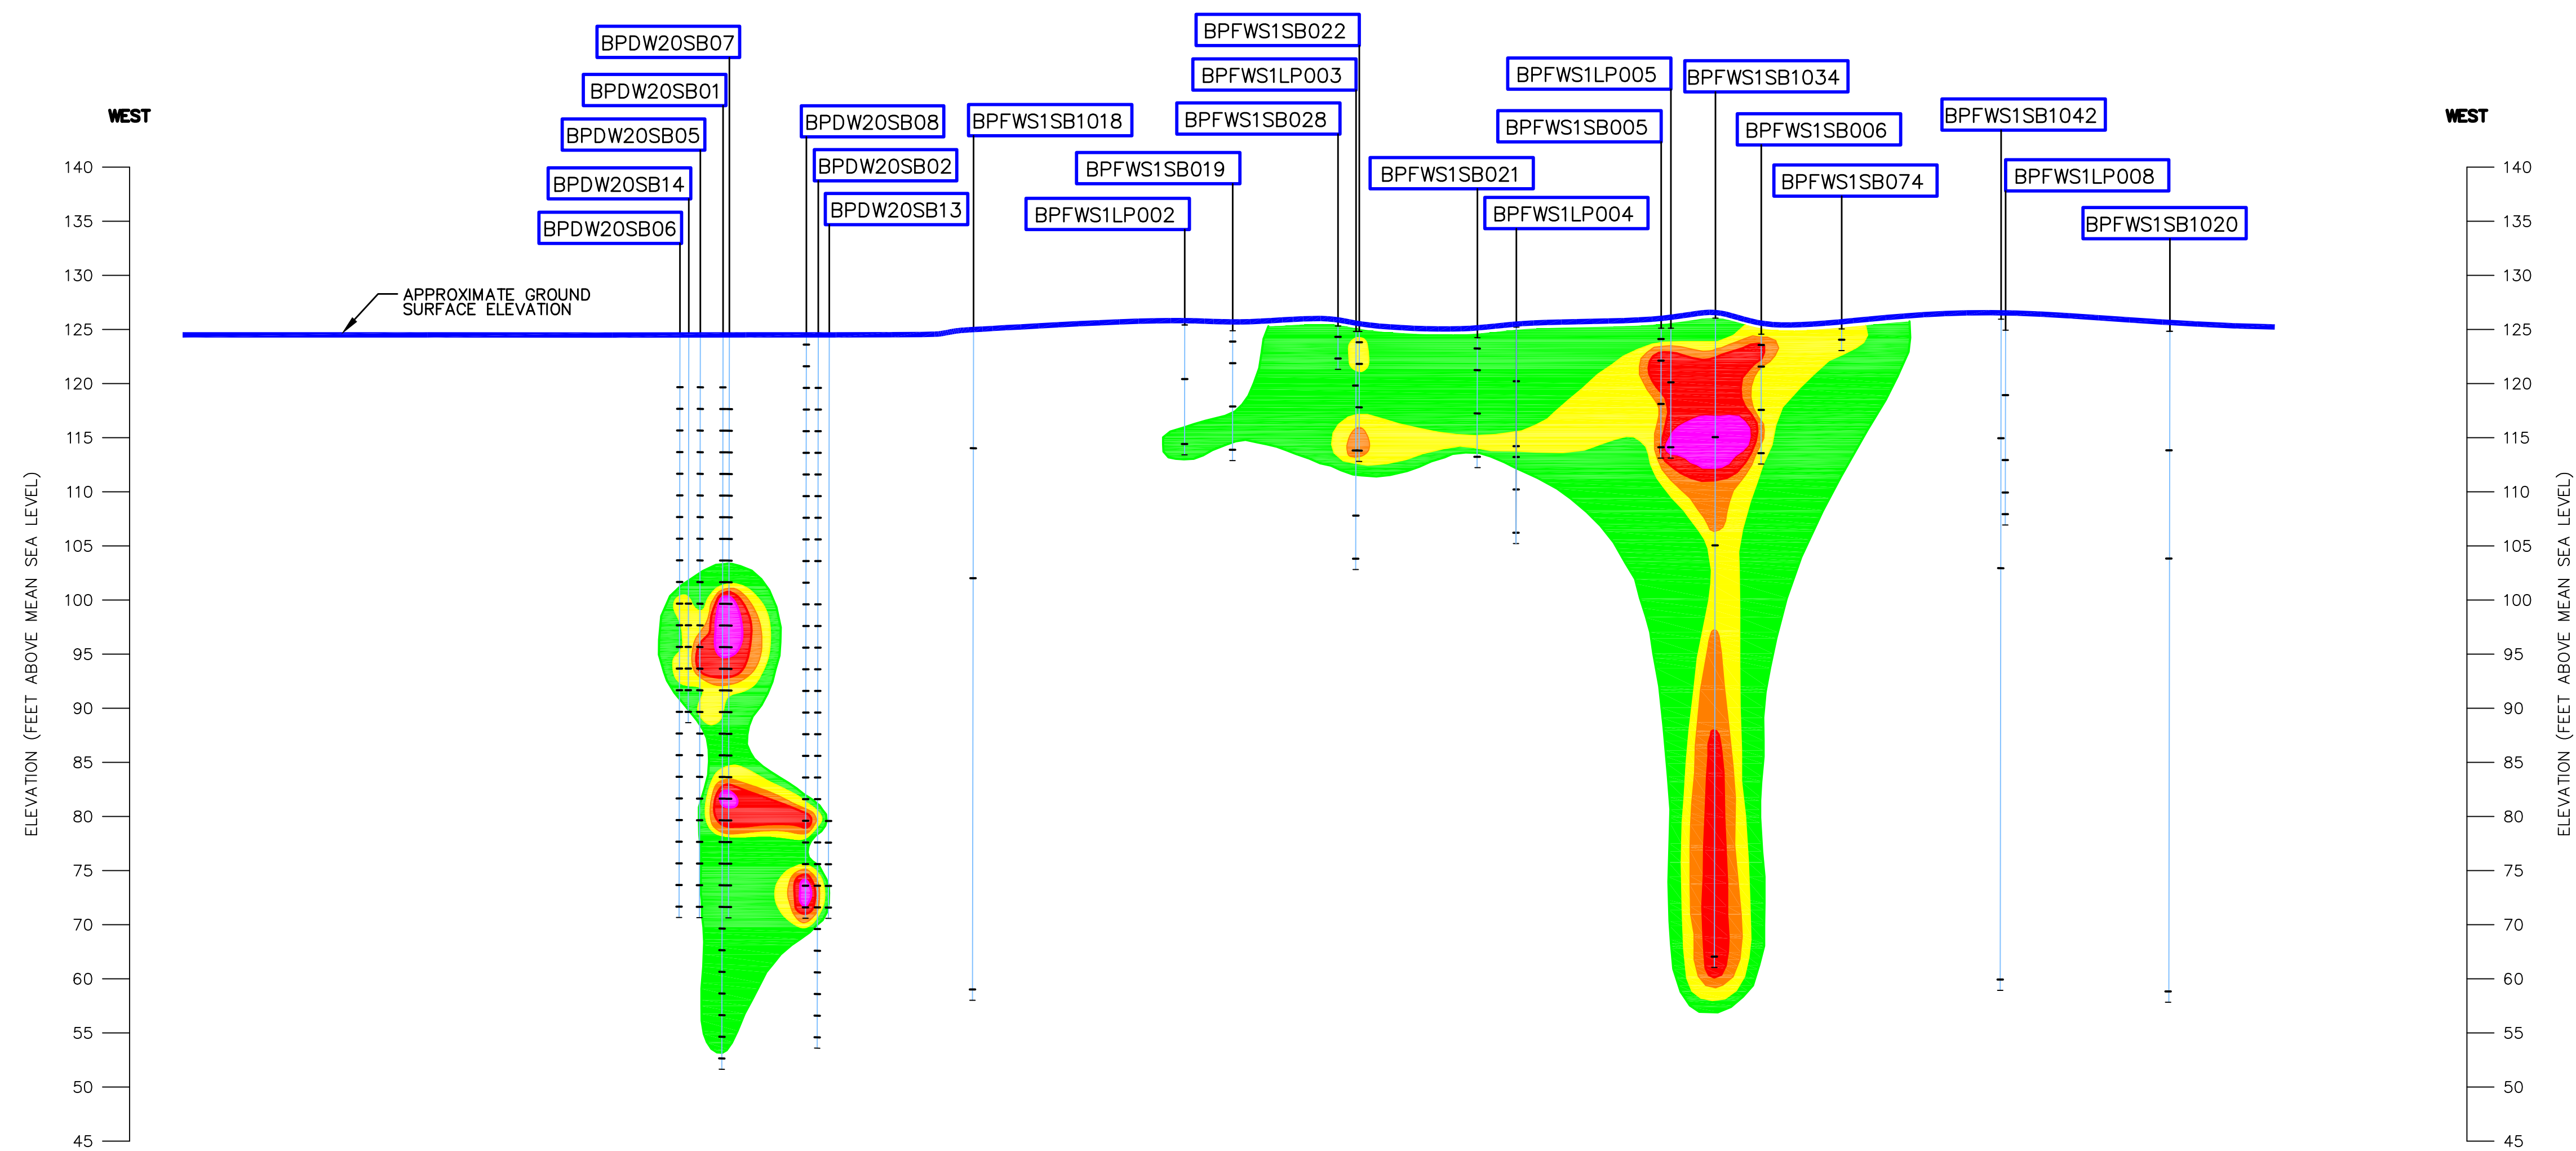 BPFWS1SB022
BPDW20SB07
BPFWS1LP003
BPFWS1LP005
BPFWS1SB1034
BPDW20SB01
WEST
WEST
BPDW20SB05
BPDW20SB08
BPFWS1SB1018
BPFWS1SB028
BPFWS1SB005
BPFWS1SB006
BPFWS1SB1042
BPDW20SB14
BPDW20SB02
BPFWS1SB019
BPFWS1SB021
BPFWS1SB074
BPFWS1LP008
BPDW20SB06
BPDW20SB13
BPFWS1LP002
BPFWS1LP004
BPFWS1SB1020
APPROXIMATE GROUND
SURFACE ELEVATION
ELEVATION (FEET ABOVE MEAN SEA LEVEL)
140
135
130
125
120
115
110
105
100
95
90
85
80
75
70
65
60
55
50
45
140
135
130
125
120
115
110
105
100
95
90
85
80
75
70
65
60
55
50
45
ELEVATION (FEET ABOVE MEAN SEA LEVEL)